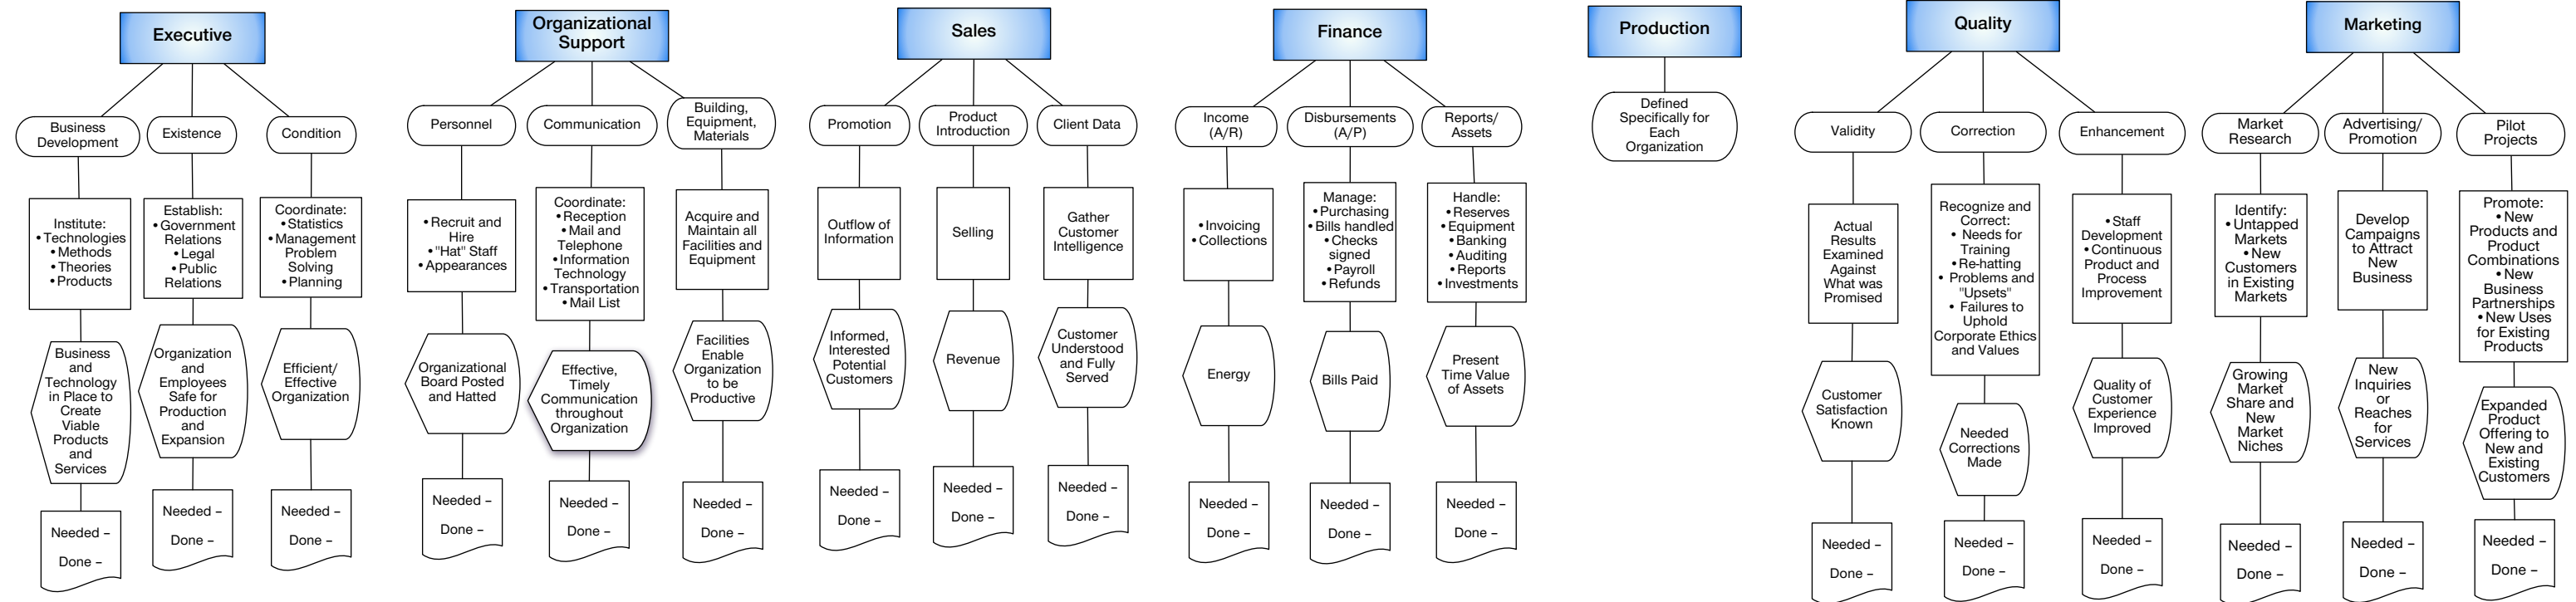 Executive
Business
Development
Institute:
• Technologies
• Methods
• Theories
• Products
Business
and
Technology
in Place to
Create
Viable
Products
and
Services
Needed –
Done –
Existence
Establish:
• Government
Relations
• Legal
• Public
Relations
Organization
and
Employees
Safe for
Production
and
Expansion
Needed –
Done –
Condition
Coordinate:
• Statistics
• Management
Problem
Solving
• Planning
Efficient/
Effective
Organization
Needed –
Done –
Organizational
Support
Personnel
• Recruit and
Hire
• "Hat" Staff
• Appearances
Organizational
Board Posted
and Hatted
Needed –
Done –
Communication
Coordinate:
• Reception
• Mail and
Telephone
• Information
Technology
• Transportation
• Mail List
Effective,
Timely
Communication
throughout
Organization
Needed –
Done –
Building,
Equipment,
Materials
Acquire and
Maintain all
Facilities and
Equipment
Facilities
Enable
Organization
to be
Productive
Needed –
Done –
Sales
Promotion
Outflow of
Information
Informed,
Interested
Potential
Customers
Needed –
Done –
Product
Introduction
Selling
Revenue
Needed –
Done –
Client Data
Gather
Customer
Intelligence
Customer
Understood
and Fully
Served
Needed –
Done –
Finance
Income
(A/R)
• Invoicing
• Collections
Energy
Needed –
Done –
Disbursements
(A/P)
Manage:
• Purchasing
• Bills handled
• Checks
signed
• Payroll
• Refunds
Bills Paid
Needed –
Done –
Reports/
Assets
Handle:
• Reserves
• Equipment
• Banking
• Auditing
• Reports
• Investments
Present
Time Value
of Assets
Needed –
Done –
Production
Defined
Specifically for
Each
Organization
Quality
Validity
Actual
Results
Examined
Against
What was
Promised
Customer
Satisfaction
Known
Needed –
Done –
Correction
Recognize and
Correct:
• Needs for
Training
• Re-hatting
• Problems and
"Upsets"
• Failures to
Uphold
Corporate Ethics
and Values
Needed
Corrections
Made
Needed –
Done –
Enhancement
• Staff
Development
• Continuous
Product and
Process
Improvement
Quality of
Customer
Experience
Improved
Needed –
Done –
Marketing
Market
Research
Identify:
• Untapped
Markets
• New
Customers
in Existing
Markets
Growing
Market
Share and
New
Market
Niches
Needed –
Done –
Advertising/
Promotion
Develop
Campaigns
to Attract
New
Business
New
Inquiries
or
Reaches
for
Services
Needed –
Done –
Pilot
Projects
Promote:
• New
Products and
Product
Combinations
• New
Business
Partnerships
• New Uses
for Existing
Products
Expanded
Product
Offering to
New and
Existing
Customers
Needed –
Done –